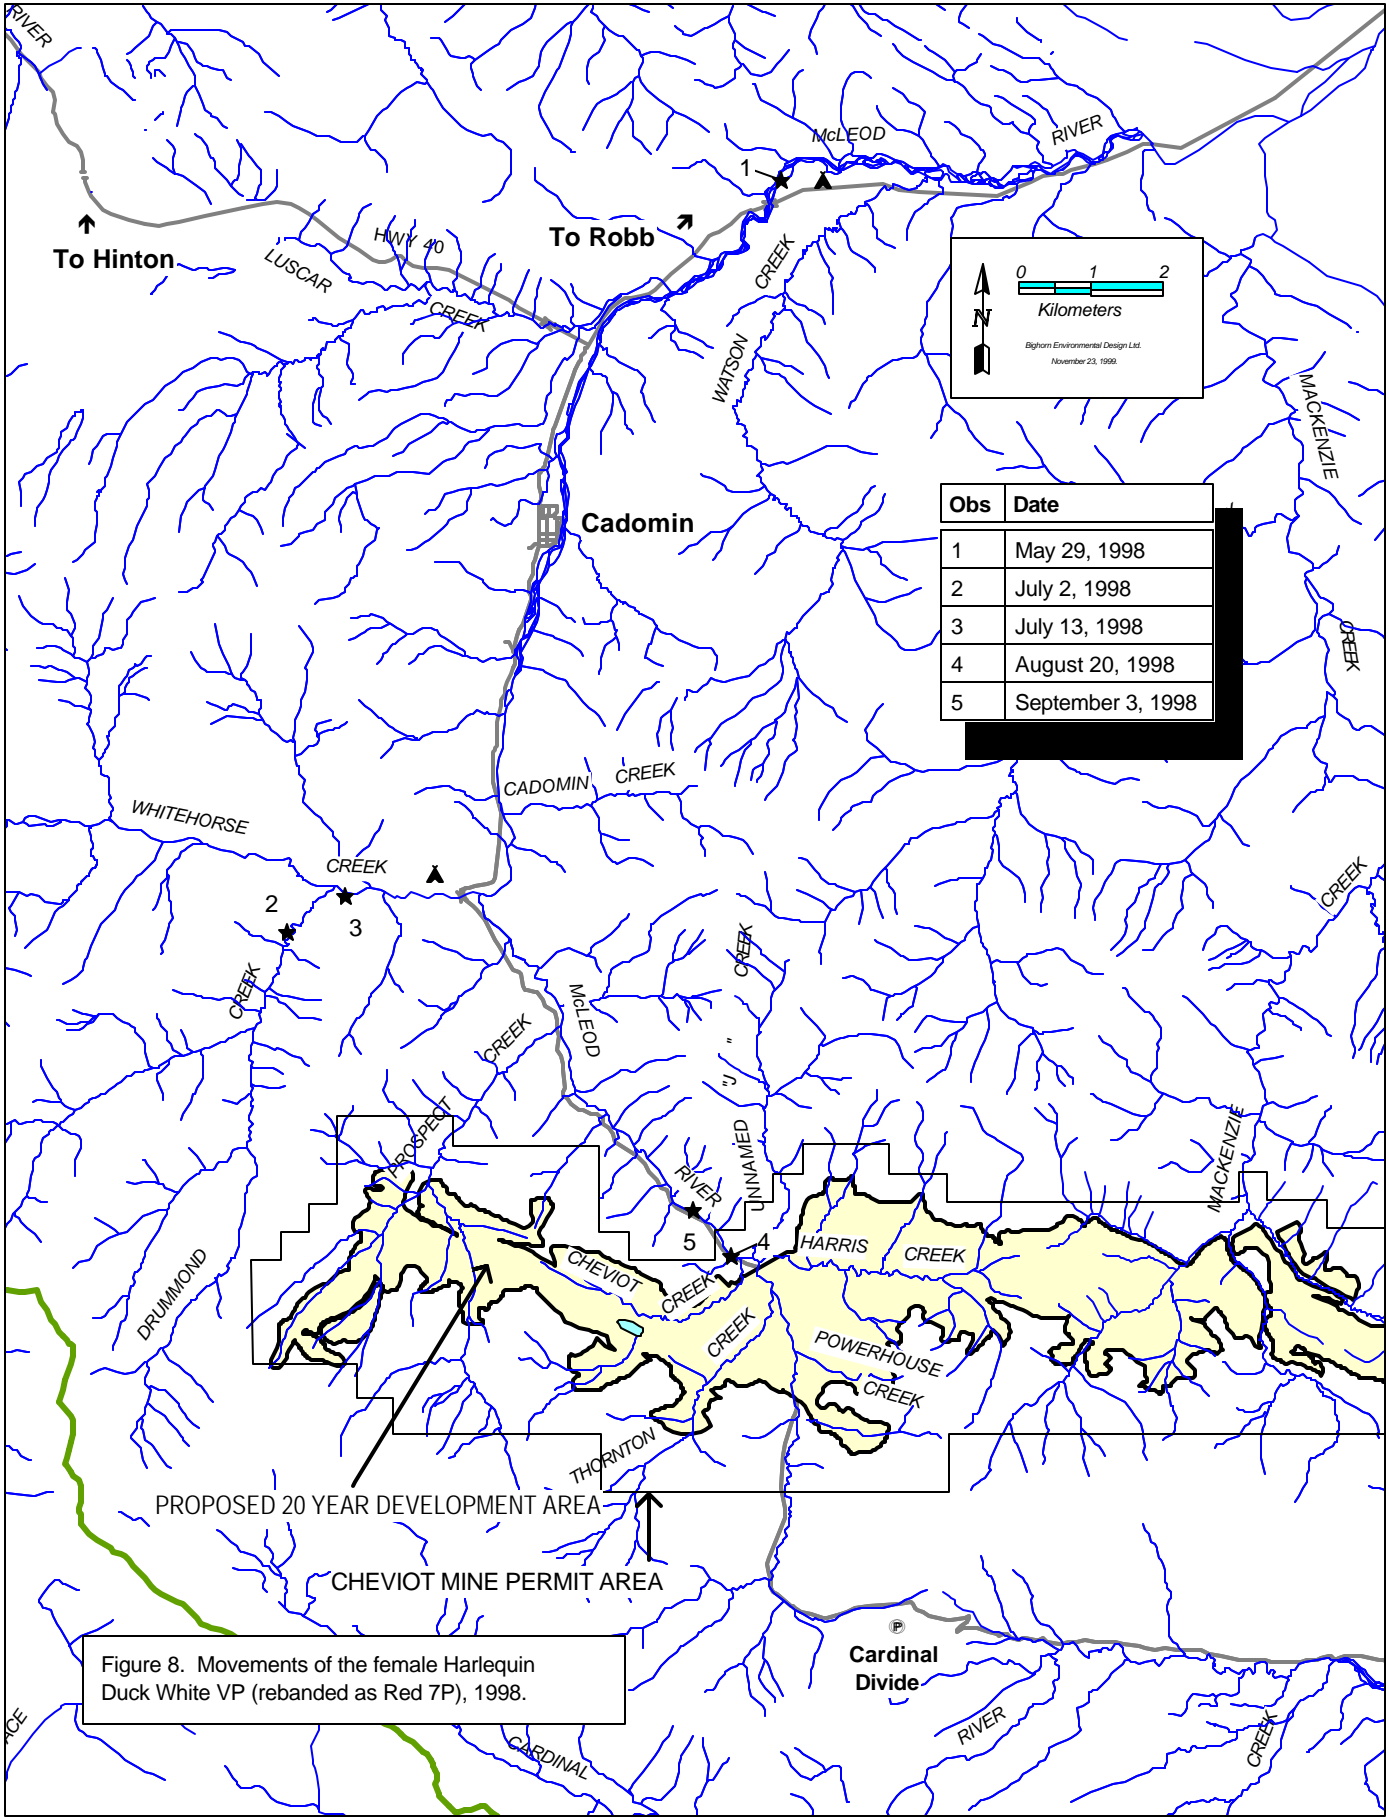 RIVER
McLEOD
RIVER
1
To Hinton
HWY 40
To Robb
LUSCAR
CREEK
CREEK
WATSON
0 1 2
Kilometers
N
Bighorn Environmental Design Ltd.
November 23, 1999.
MACKENZIE
CREEK
Cadomin
Obs Date
1 May 29, 1998
2 July 2, 1998
3 July 13, 1998
4 August 20, 1998
5 September 3, 1998
CADOMIN CREEK
WHITEHORSE
CREEK
CREEK
2
3
CREEK
CREEK
McLEOD
CREEK
"J"
UNNAMED
PROSPECT
RIVER
MACKENZIE
5
4
HARRIS CREEK
CHEVIOT
CREEK
DRUMMOND
CREEK
POWERHOUSE
CREEK
THORNTON
PROPOSED 20 YEAR DEVELOPMENT AREA
CHEVIOT MINE PERMIT AREA
P
Cardinal
Divide
Figure 8. Movements of the female Harlequin
Duck White VP (rebanded as Red 7P), 1998.
ACE
CARDINAL
RIVER
CREEK